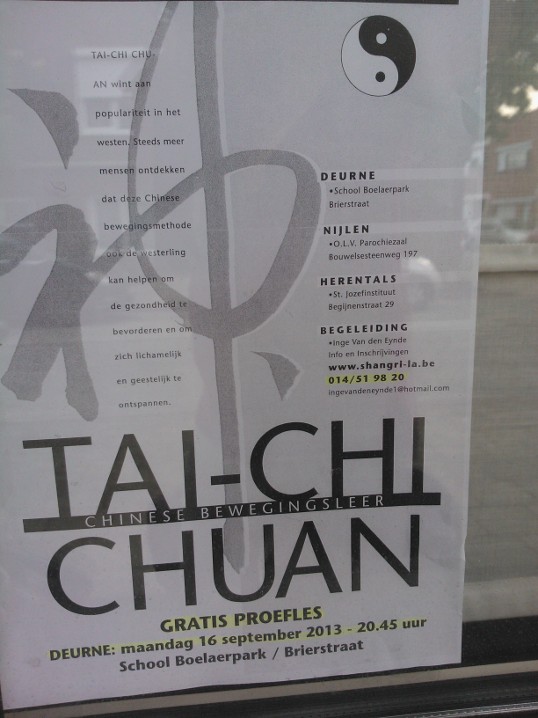 TAI-CHI CHU-
AN wint aan
populariteit in het
westen. Steeds meer
mensen ontdekken
dat deze Chinese
bewegingsmethode
ook de westerling
kan helpen om
de gezondheid te
bevorderen en om
zich lichamelijk
en geestelijk te
ontspannen.
DEURNE
•School Boelaerpark
Brierstraat
NIJLEN
•O.L.V. Parochiezaal
Bouwelsesteenweg 197
HERENTALS
•St. Jozefinstituut
Begijnenstraat 29
BEGELEIDING
•Inge Van den Eynde
Info en Inschrijvingen
www.shangri-la.be
014/51 98 20
ingevandeneynde1@hotmail.com
TAI-CHI
CHINESE BEWEGINGSLEER
CHUAN
GRATIS PROEFLES
DEURNE: maandag 16 september 2013 - 20.45 uur
School Boelaerpark / Brierstraat